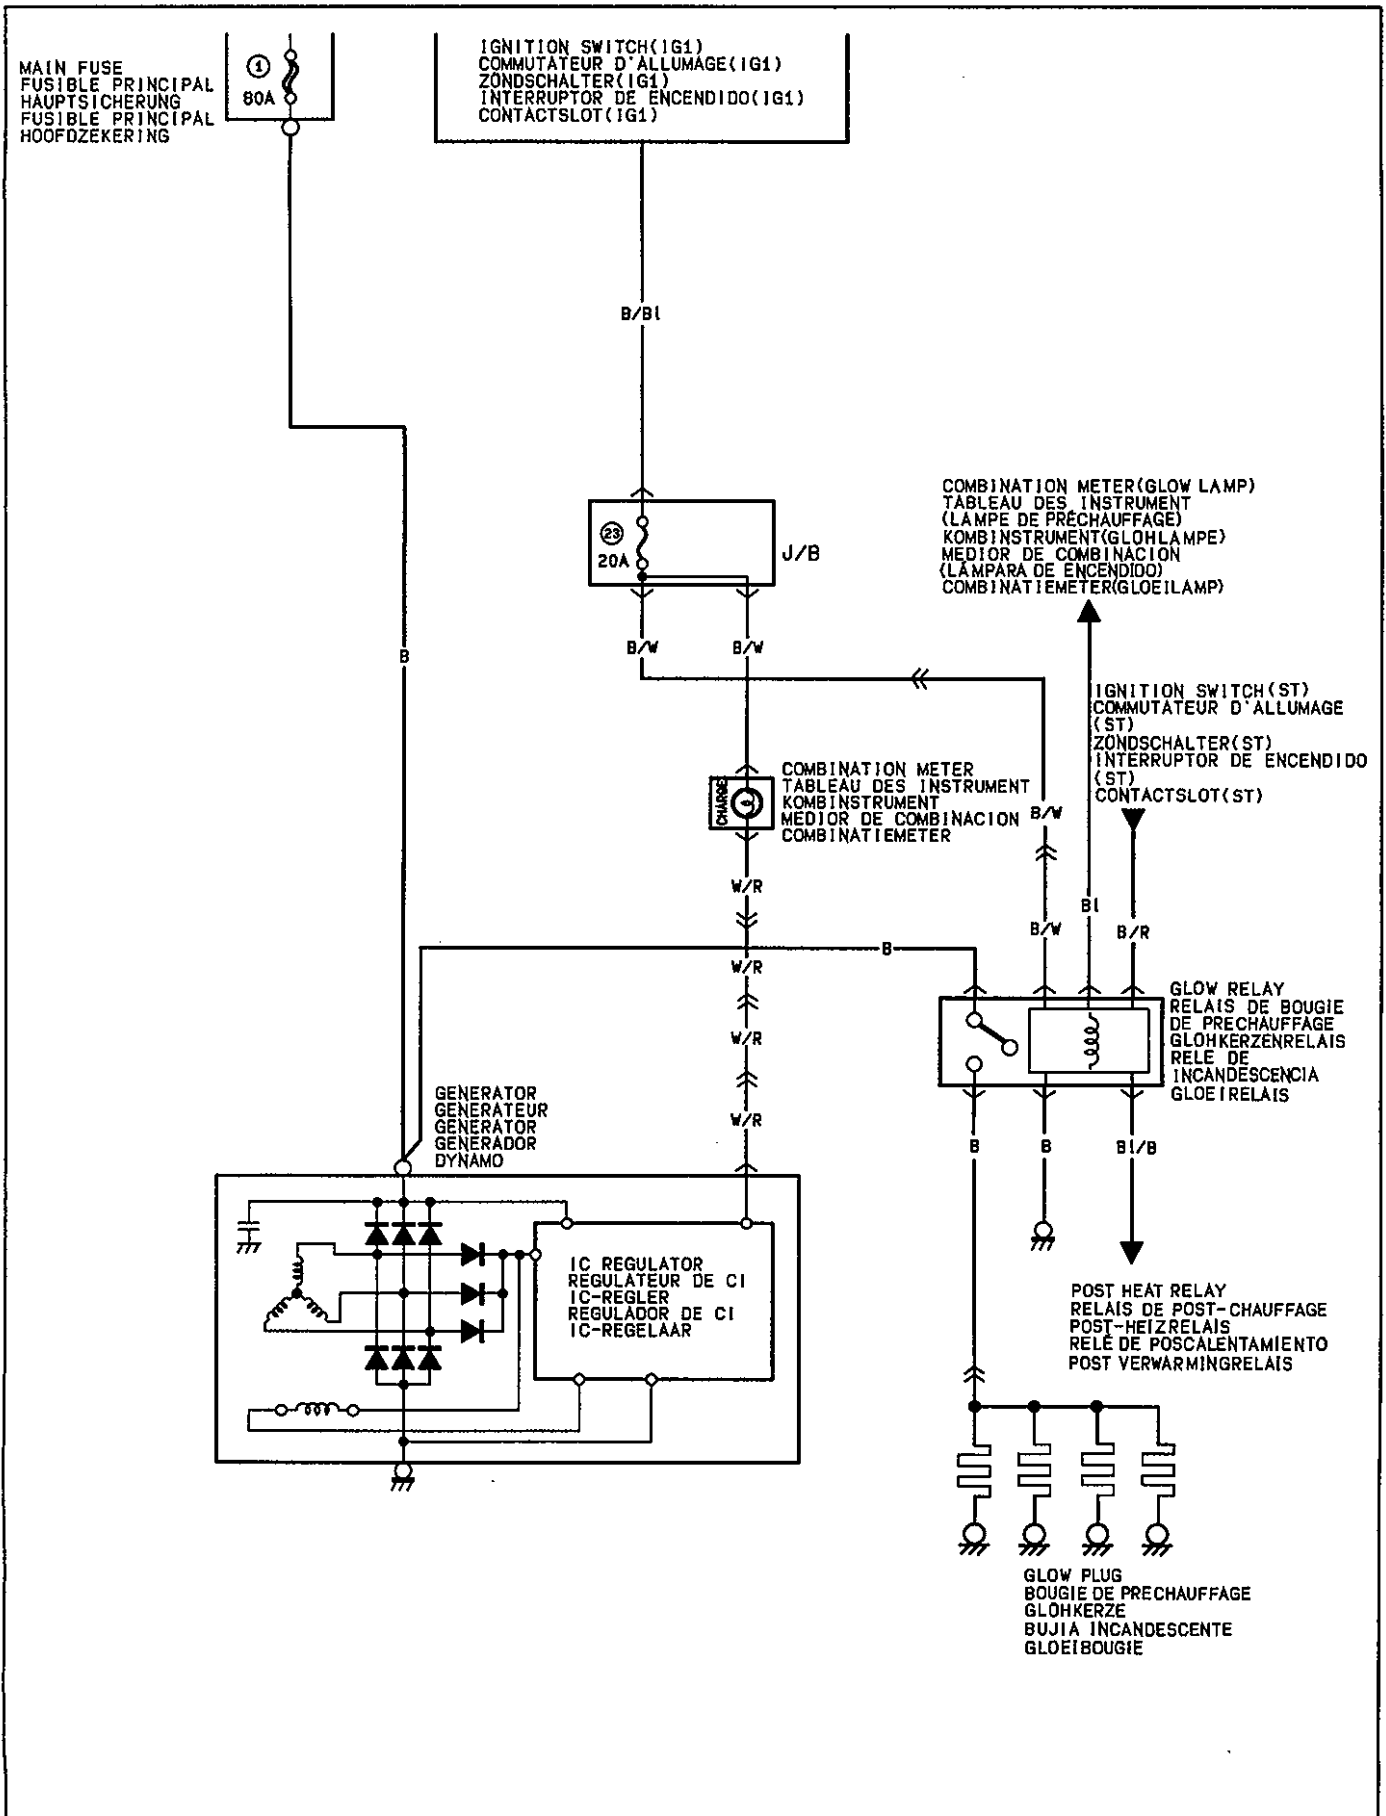 MAIN FUSE
FUSIBLE PRINCIPAL
HAUPTSICHERUNG
FUSIBLE PRINCIPAL
HOOFDZEKERING
1
80A
IGNITION SWITCH(IG1)
COMMUTATEUR D'ALLUMAGE(IG1)
ZÖNDSCHALTER(IG1)
INTERRUPTOR DE ENCENDIDO(IG1)
CONTACTSLOT(IG1)
B/Bl
23
20A
J/B
COMBINATION METER(GLOW LAMP)
TABLEAU DES INSTRUMENT
(LAMPE DE PRÉCHAUFFAGE)
KOMBINSTRUMENT(GLÖHLAMPE)
MEDIOR DE COMBINACION
(LÁMPARA DE ENCENDIDO)
COMBINATIEMETER(GLOEILAMP)
B
B/W
B/W
IGNITION SWITCH(ST)
COMMUTATEUR D'ALLUMAGE
(ST)
ZÖNDSCHALTER(ST)
INTERRUPTOR DE ENCENDIDO
(ST)
CONTACTSLOT(ST)
CHARGE
COMBINATION METER
TABLEAU DES INSTRUMENT
KOMBINSTRUMENT
MEDIOR DE COMBINACION
COMBINATIEMETER
B/W
W/R
Bl
B/W
B/R
B
W/R
W/R
W/R
GLOW RELAY
RELAIS DE BOUGIE
DE PRECHAUFFAGE
GLÖHKERZENRELAIS
RELE DE
INCANDESCENCIA
GLOEIRELAIS
GENERATOR
GENERATEUR
GENERATOR
GENERADOR
DYNAMO
B
B
Bl/B
IC REGULATOR
REGULATEUR DE CI
IC-REGLER
REGULADOR DE CI
IC-REGELAAR
POST HEAT RELAY
RELAIS DE POST-CHAUFFAGE
POST-HEIZRELAIS
RELÉ DE POSCALENTAMIENTO
POST VERWARMINGRELAIS
GLOW PLUG
BOUGIE DE PRECHAUFFAGE
GLÖHKERZE
BUJIA INCANDESCENTE
GLOEIBOUGIE